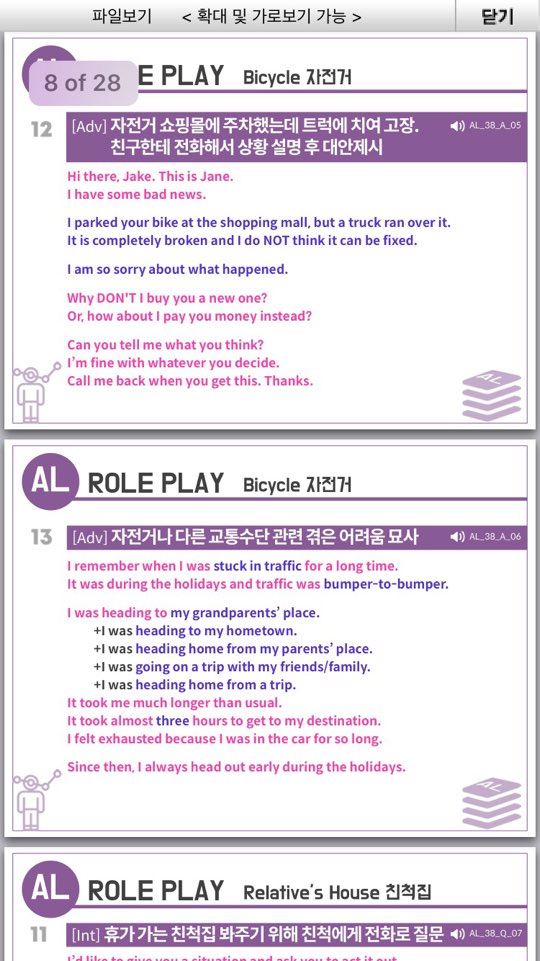 파일보기 < 확대 및 가로보기 가능 > 닫기
8 of 28
E PLAY Bicycle 자전거
12 [Adv] 자전거 쇼핑몰에 주차했는데 트럭에 치여 고장. AL_38_A_05
친구한테 전화해서 상황 설명 후 대안제시
Hi there, Jake. This is Jane.
I have some bad news.
I parked your bike at the shopping mall, but a truck ran over it.
It is completely broken and I do NOT think it can be fixed.
I am so sorry about what happened.
Why DON'T I buy you a new one?
Or, how about I pay you money instead?
Can you tell me what you think?
I'm fine with whatever you decide.
Call me back when you get this. Thanks.
AL
AL ROLE PLAY Bicycle 자전거
13 [Adv] 자전거나 다른 교통수단 관련 겪은 어려움 묘사 AL_38_A_06
I remember when I was stuck in traffic for a long time.
It was during the holidays and traffic was bumper-to-bumper.
I was heading to my grandparents' place.
+I was heading to my hometown.
+I was heading home from my parents' place.
+I was going on a trip with my friends/family.
+I was heading home from a trip.
It took me much longer than usual.
It took almost three hours to get to my destination.
I felt exhausted because I was in the car for so long.
Since then, I always head out early during the holidays.
AL
AL ROLE PLAY Relative's House 친척집
11 [Int] 휴가 가는 친척집 봐주기 위해 친척에게 전화로 질문 AL_38_Q_07
I'd like to give you a situation and ask you to act it out.